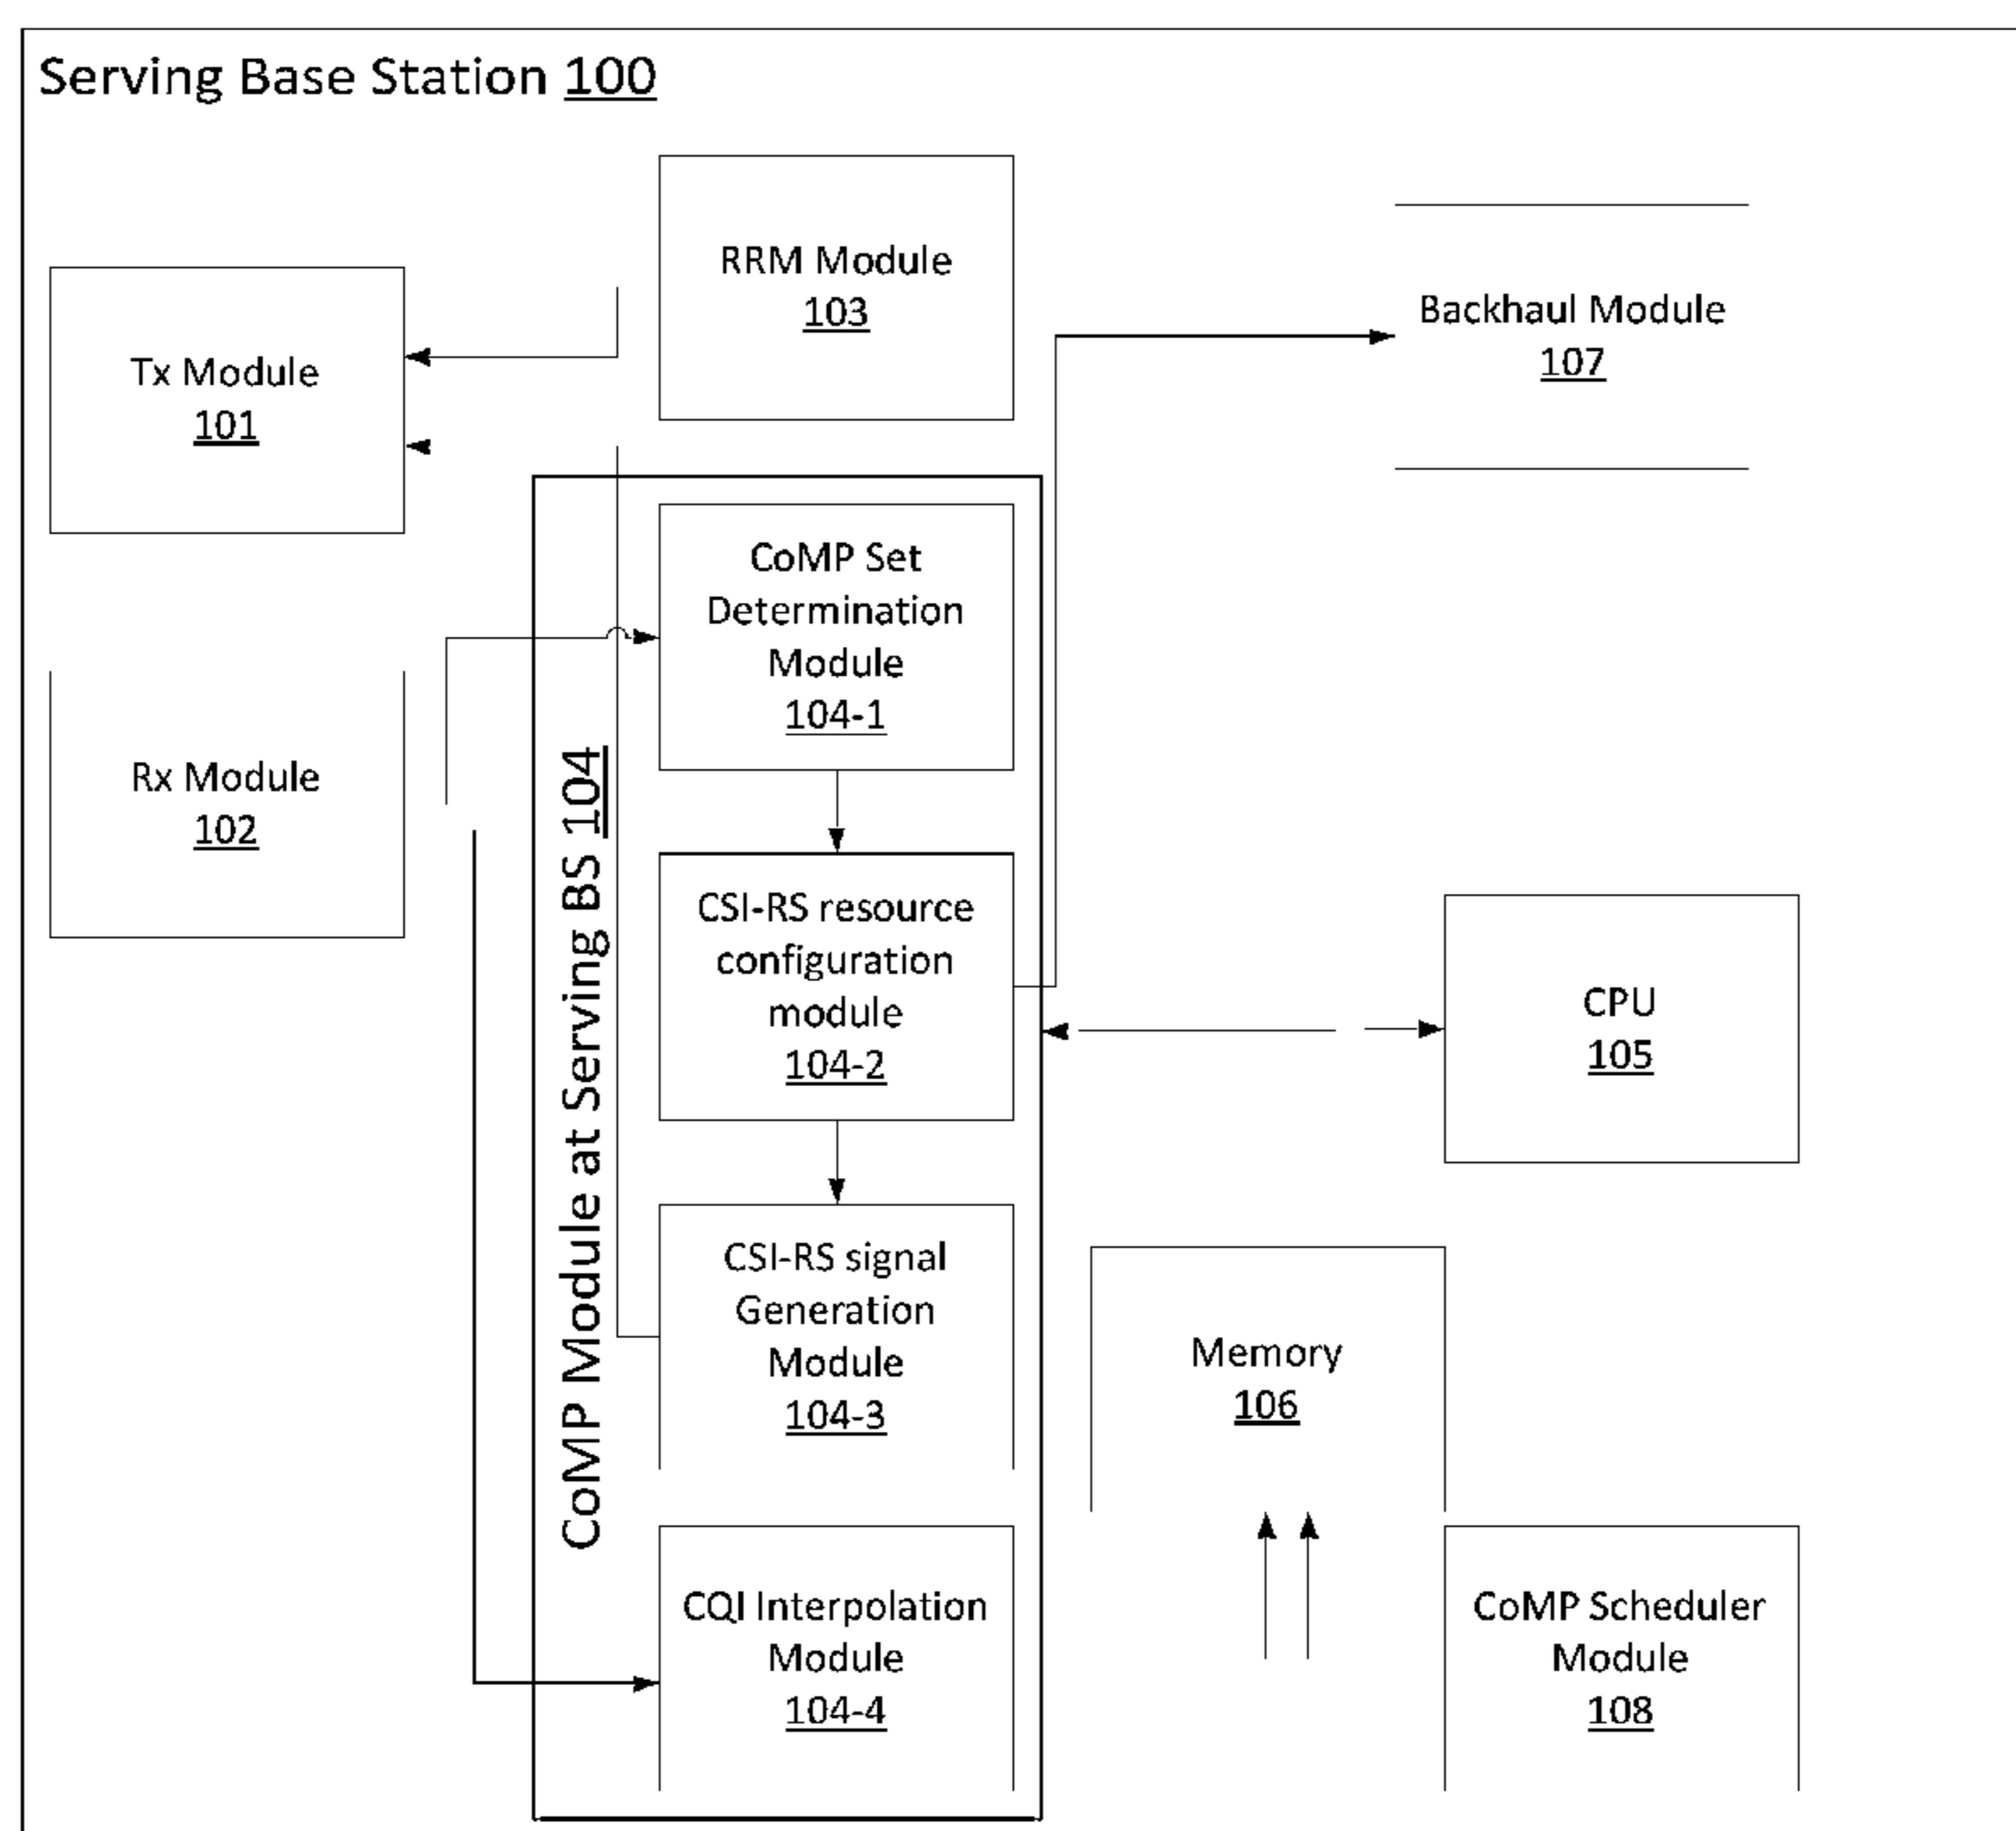 Serving Base Station 100
RRM Module
103
Backhaul Module
107
Tx Module
101
CoMP Set
Determination
Module
104-1
Rx Module
102
CoMP Module at Serving BS 104
CSI-RS resource
configuration
module
104-2
CPU
105
CSI-RS signal
Generation
Module
104-3
Memory
106
CQI Interpolation
Module
104-4
CoMP Scheduler
Module
108